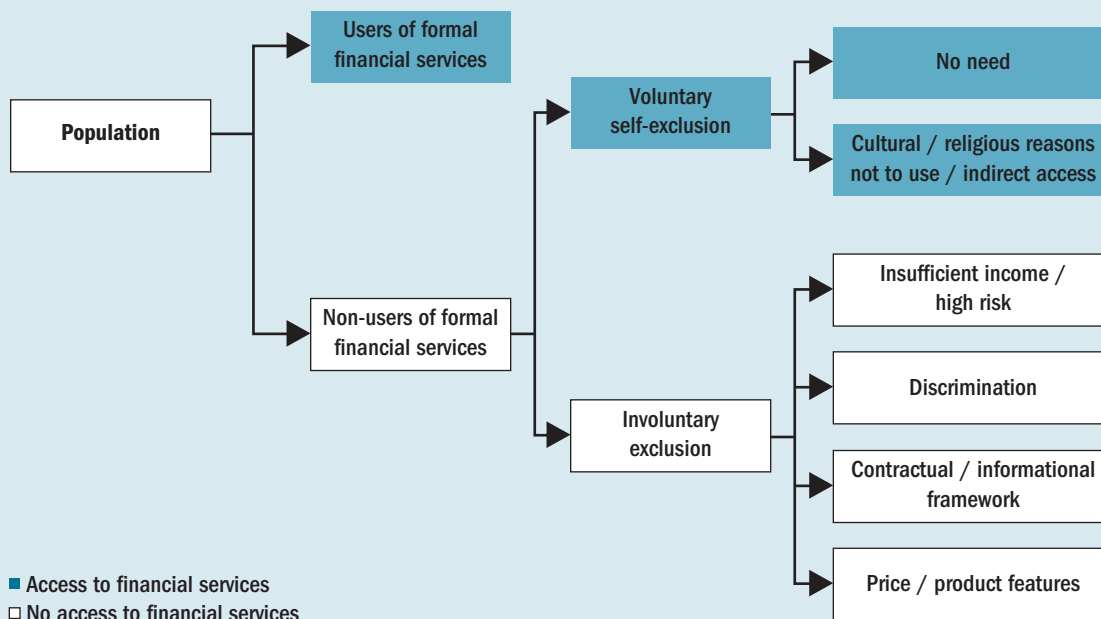 Users of formal
financial services
Population
Voluntary
self-exclusion
No need
Cultural / religious reasons
not to use / indirect access
Non-users of formal
financial services
Involuntary
exclusion
Insufficient income /
high risk
Discrimination
Contractual / informational
framework
Price / product features
Access to financial services
No access to financial services